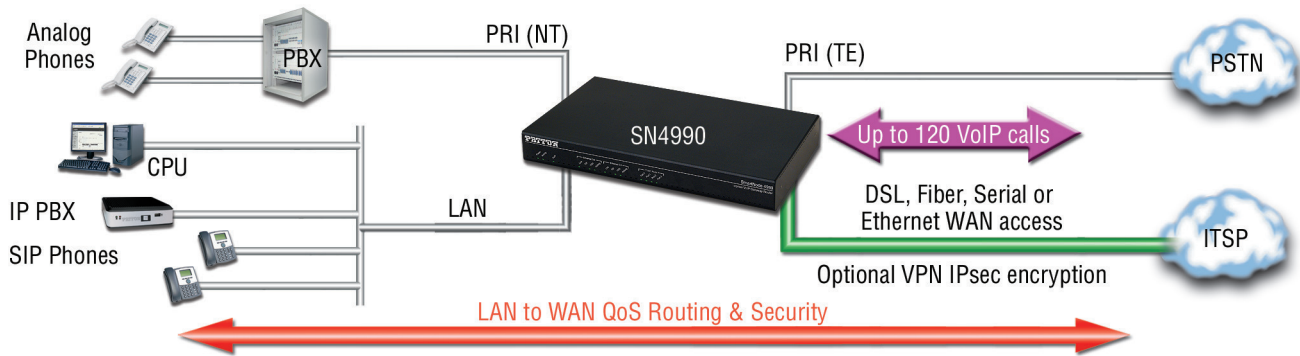 Analog
Phones
PBX
PRI (NT)
PRI (TE)
PSTN
SN4990
Up to 120 VoIP calls
PATTON
CPU
IP PBX
LAN
DSL, Fiber, Serial or
Ethernet WAN access
SIP Phones
ITSP
Optional VPN IPsec encryption
LAN to WAN QoS Routing & Security